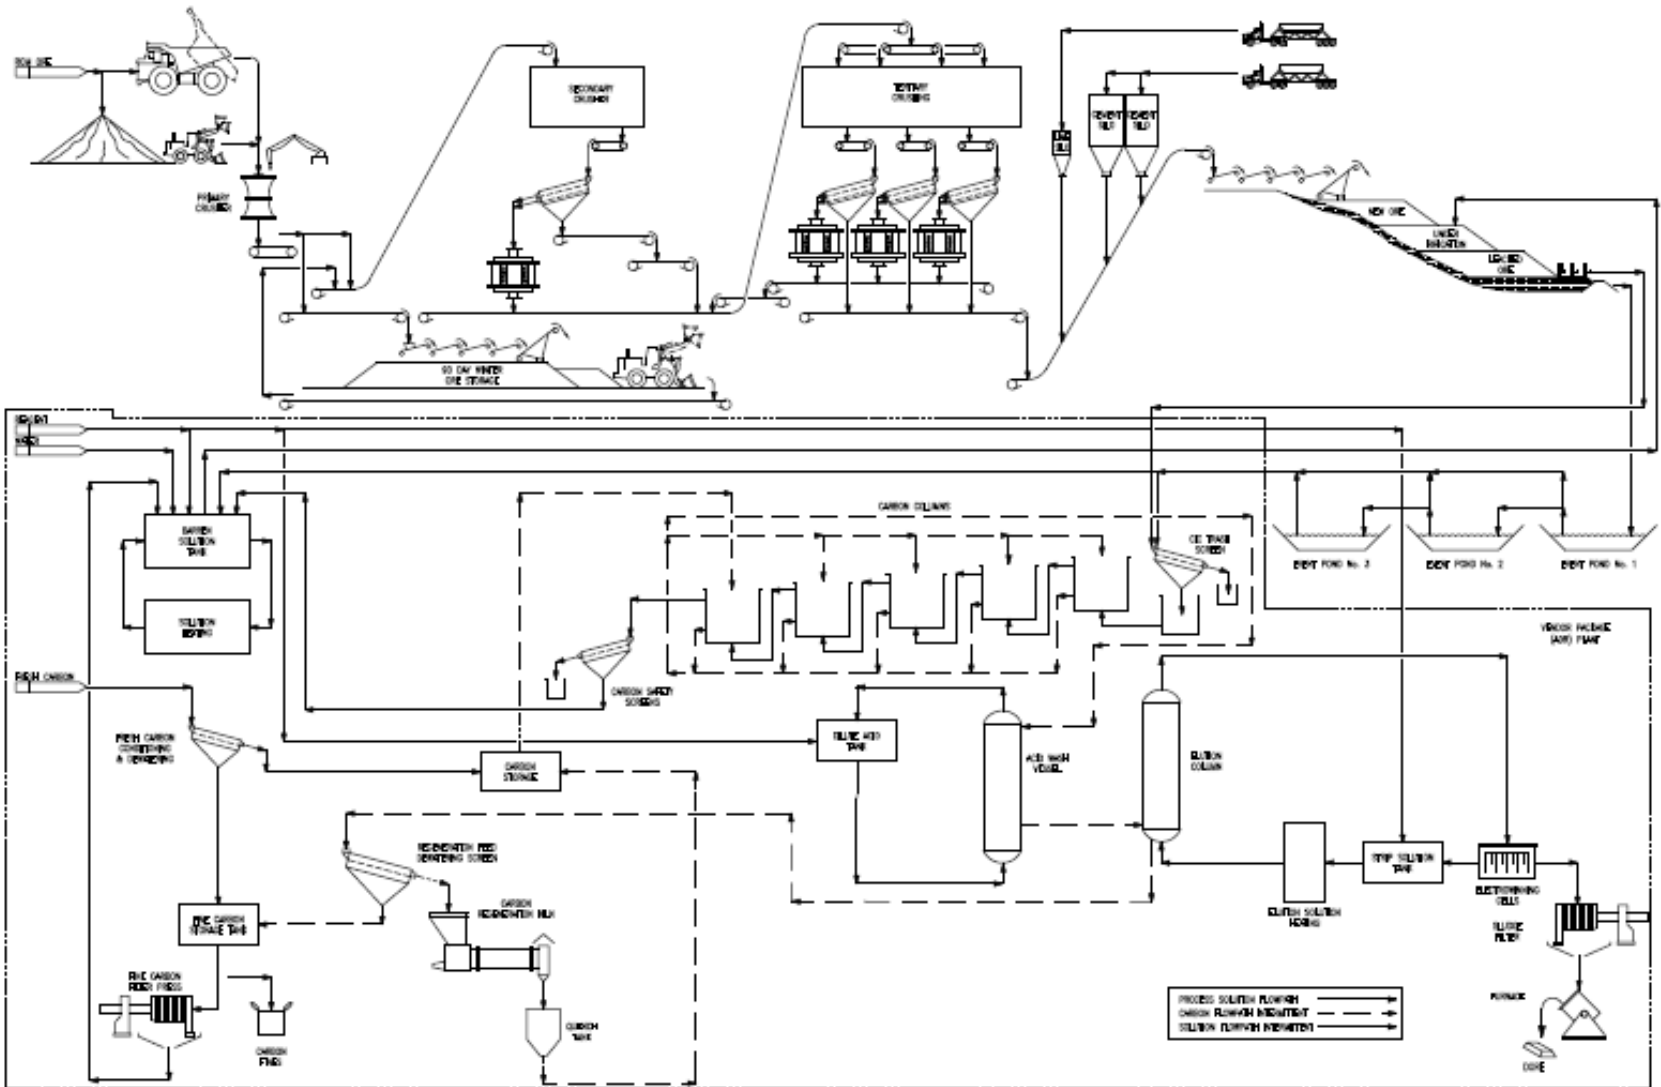 ROM ORE
PRIMARY
CRUSHER
SECONDARY
CRUSHER
TERTIARY
CRUSHING
CEMENT
SILO
CEMENT
SILO
SILO
NEW ORE
UNDER
IRRIGATION
LEACHED
ORE
90 DAY WINTER
ORE STORAGE
REAGENT
WATER
BARREN
SOLUTION
TANK
SOLUTION
HEATING
FRESH CARBON
FRESH CARBON
CONDITIONING
& DEWATERING
CARBON COLUMNS
CIC TRASH
SCREEN
EVENT POND No. 3
EVENT POND No. 2
EVENT POND No. 1
VENDOR PACKAGE
(ADR) PLANT
CARBON SAFETY
SCREENS
CARBON
STORAGE
DILUTE ACID
TANK
ACID WASH
VESSEL
ELUTION
COLUMN
REGENERATION FEED
DEWATERING SCREEN
CARBON
REGENERATION KILN
QUENCH
TANK
FINE CARBON
STORAGE TANK
FINE CARBON
FILTER PRESS
CARBON
FINES
ELUTION SOLUTION
HEATING
STRIP SOLUTION
TANK
ELECTROWINNING
CELLS
SLUDGE
FILTER
FURNACE
DORE
PROCESS SOLUTION FLOWPATH
CARBON FLOWPATH INTERMITTENT
SOLUTION FLOWPATH INTERMITTENT